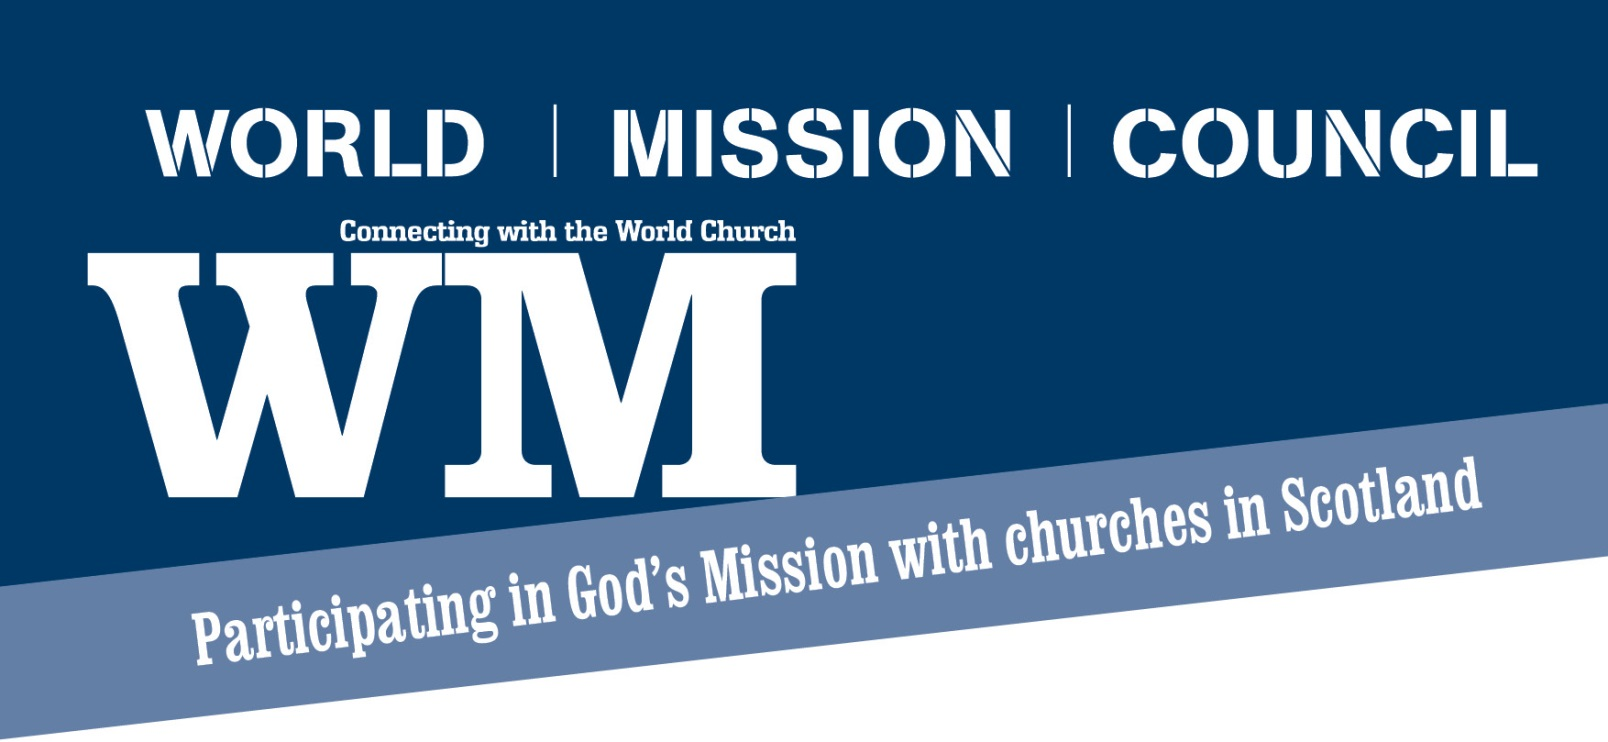 WORLD | MISSION | COUNCIL
Connecting with the World Church
WM
Participating in God’s Mission with churches in Scotland